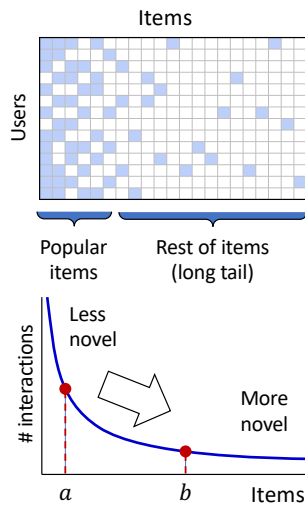 Items
Users
Popular
items
Rest of items
(long tail)
# interactions
Less
novel
More
novel
a
b
Items